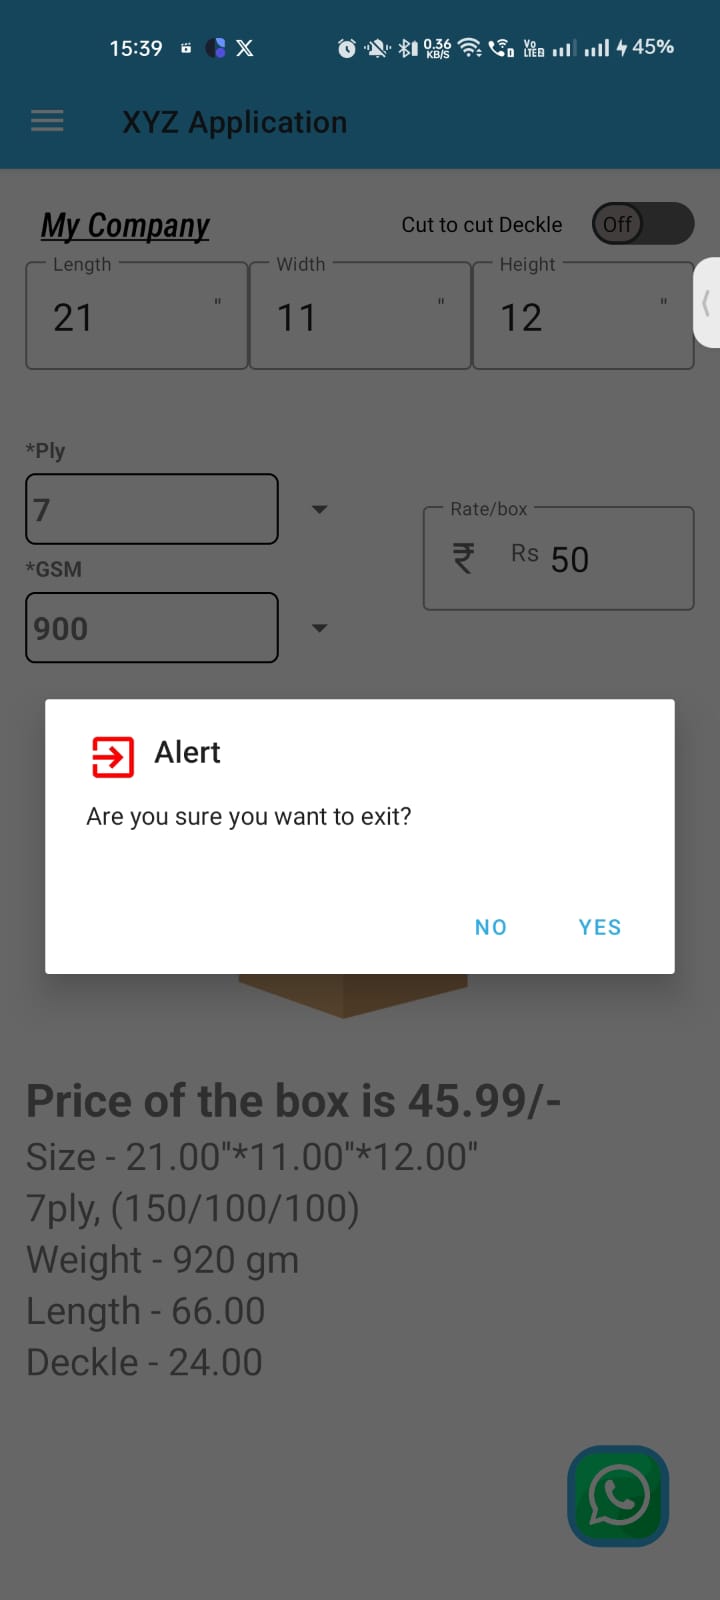 15:39 X 0.36 KB/S Vo LTE2 45%
XYZ Application
My Company Cut to cut Deckle Off
Length Width Height
21 " 11 " 12 "
*Ply
7
Rate/box
₹ Rs 50
*GSM
900
Alert
Are you sure you want to exit?
NO YES
Price of the box is 45.99/-
Size - 21.00"*11.00"*12.00"
7ply, (150/100/100)
Weight - 920 gm
Length - 66.00
Deckle - 24.00